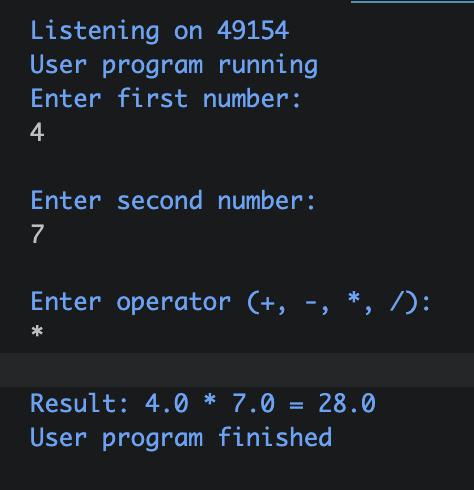 Listening on 49154
User program running
Enter first number:
4
Enter second number:
7
Enter operator (+, -, *, /):
*
Result: 4.0 * 7.0 = 28.0
User program finished